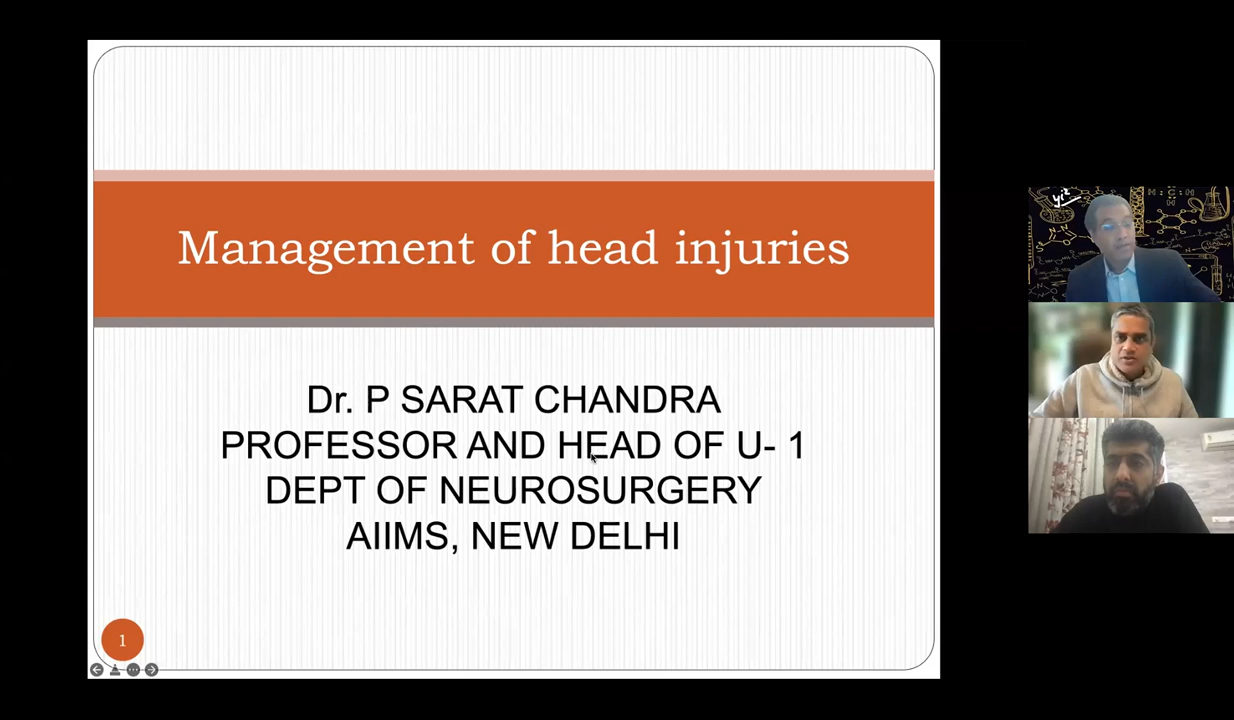 Management of head injuries
Dr. P SARAT CHANDRA
PROFESSOR AND HEAD OF U- 1
DEPT OF NEUROSURGERY
AIIMS, NEW DELHI
1